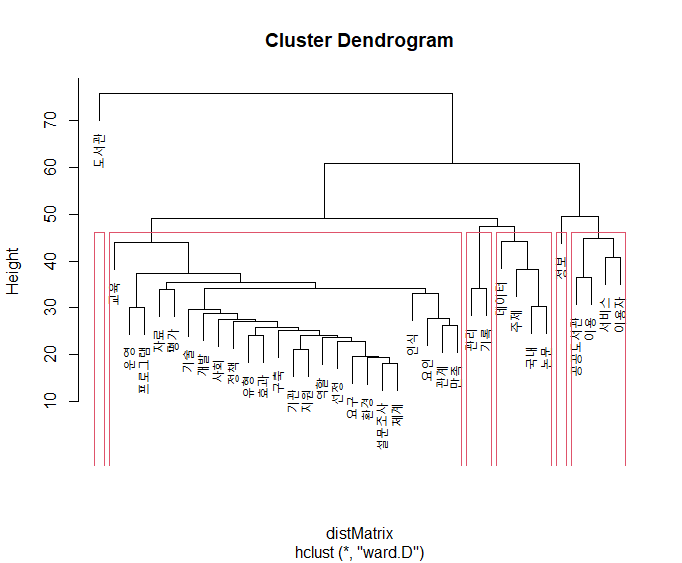 Cluster Dendrogram
Height
70
60
50
40
30
20
10
도서관
교육
운영
프로그램
자료
평가
기술
개발
사회
정책
유형
효과
구축
기관
지원
역할
선정
요구
환경
설문조사
체계
인식
요인
관계
만족
관리
기록
데이터
주제
국내
논문
정보
공공도서관
이용
서비스
이용자
distMatrix
hclust (*, "ward.D")